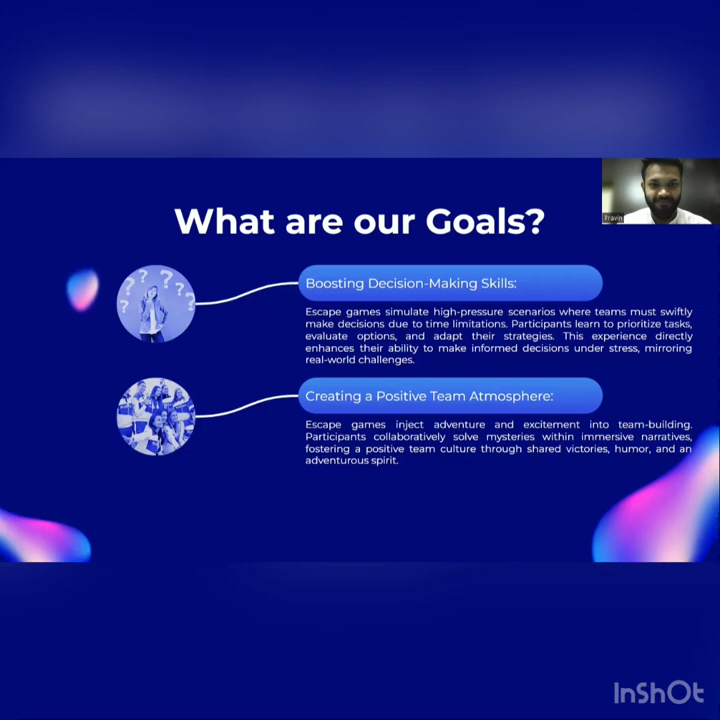 What are our Goals?
Pravin
Boosting Decision-Making Skills:
Escape games simulate high-pressure scenarios where teams must swiftly
make decisions due to time limitations. Participants learn to prioritize tasks,
evaluate options, and adapt their strategies. This experience directly
enhances their ability to make informed decisions under stress, mirroring
real-world challenges.
Creating a Positive Team Atmosphere:
Escape games inject adventure and excitement into team-building.
Participants collaboratively solve mysteries within immersive narratives,
fostering a positive team culture through shared victories, humor, and an
adventurous spirit.
InShOt